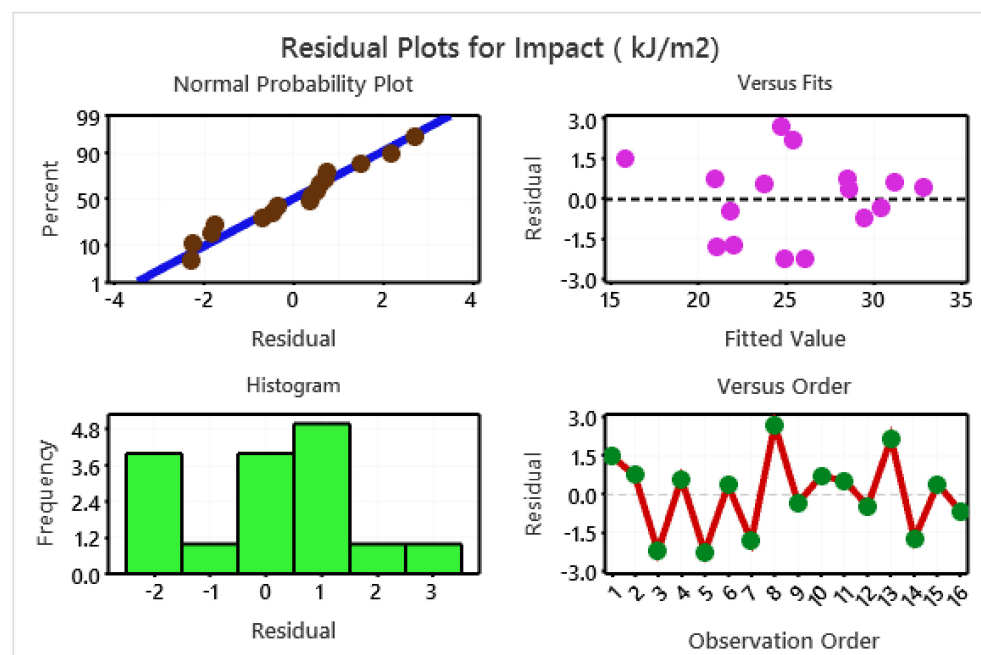 Residual Plots for Impact ( kJ/m2)
Normal Probability Plot
99
90
50
10
1
Percent
-4 -2 0 2 4
Residual
Versus Fits
3.0
1.5
0.0
-1.5
-3.0
Residual
15 20 25 30 35
Fitted Value
Histogram
4.8
3.6
2.4
1.2
0.0
Frequency
-2 -1 0 1 2 3
Residual
Versus Order
3.0
1.5
0.0
-1.5
-3.0
Residual
1 2 3 4 5 6 7 8 9 10 11 12 13 14 15 16
Observation Order